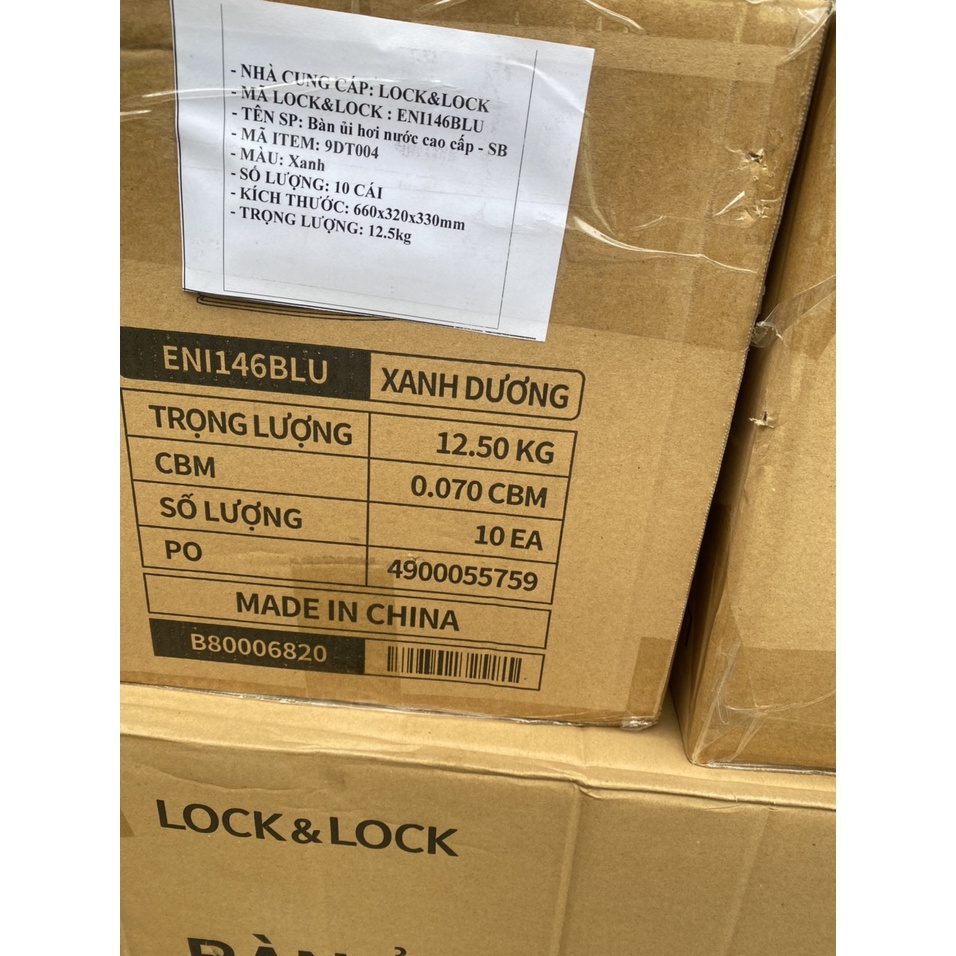 - NHÀ CUNG CẤP: LOCK&LOCK
- MÃ LOCK&LOCK : ENI146BLU
- TÊN SP: Bàn ủi hơi nước cao cấp - SB
- MÃ ITEM: 9DT004
- MÀU: Xanh
- SỐ LƯỢNG: 10 CÁI
- KÍCH THƯỚC: 660x320x330mm
- TRỌNG LƯỢNG: 12.5kg
ENI146BLU XANH DƯƠNG
TRỌNG LƯỢNG 12.50 KG
CBM 0.070 CBM
SỐ LƯỢNG 10 EA
PO 4900055759
MADE IN CHINA
B80006820
LOCK & LOCK
BÀN